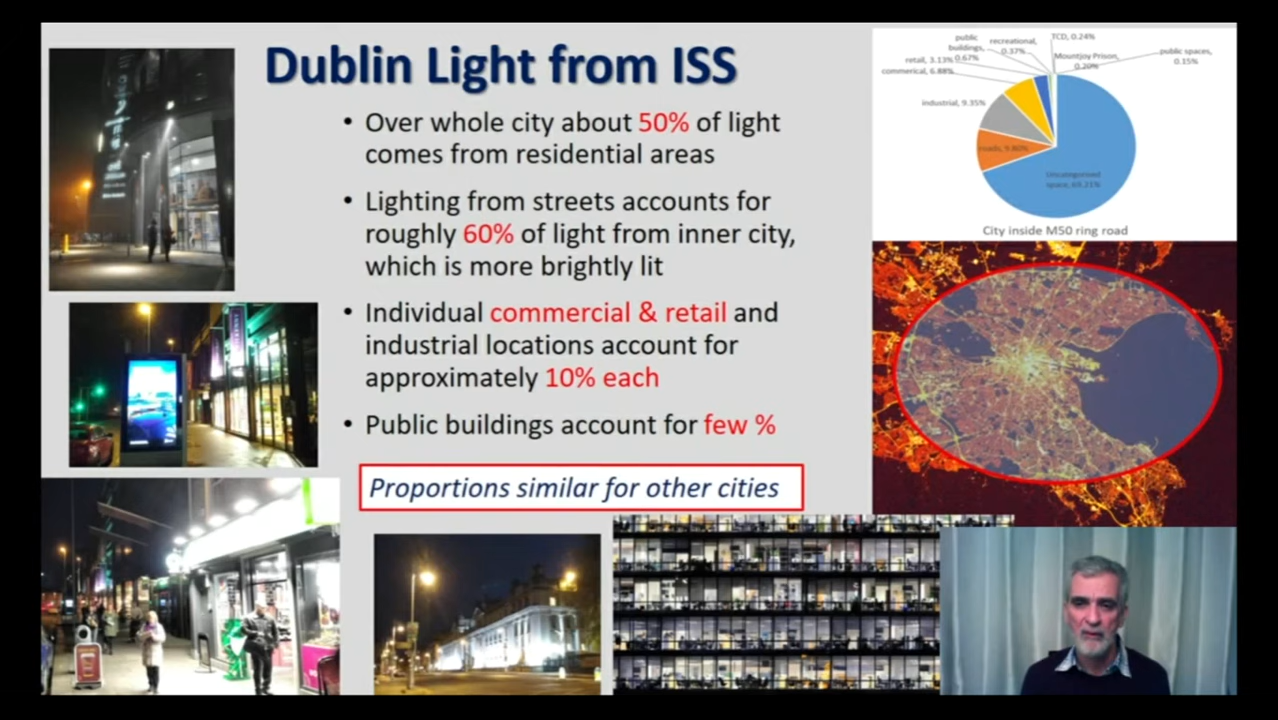 Dublin Light from ISS
• Over whole city about 50% of light
comes from residential areas
• Lighting from streets accounts for
roughly 60% of light from inner city,
which is more brightly lit
• Individual commercial & retail and
industrial locations account for
approximately 10% each
• Public buildings account for few %
Proportions similar for other cities
public
buildings,
0.67%
recreational,
0.37%
TCD, 0.24%
Mountjoy Prison,
0.20%
public spaces,
0.15%
retail, 3.13%
commerical, 6.88%
industrial, 9.35%
roads, 9.80%
Uncategorised
space, 69.21%
City inside M50 ring road